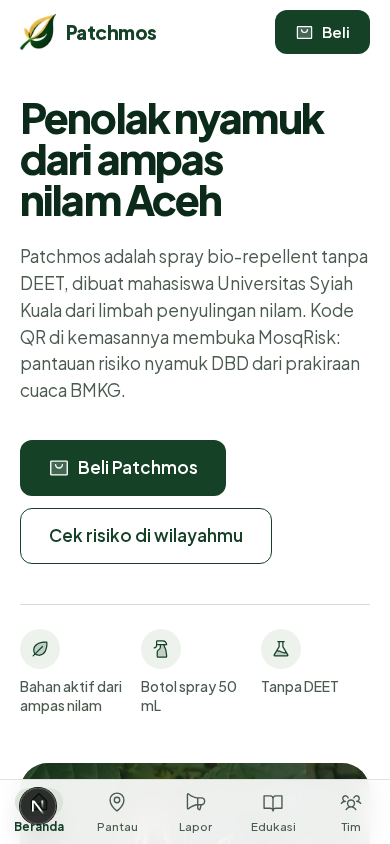 Patchmos
Beli
Penolak nyamuk
dari ampas
nilam Aceh
Patchmos adalah spray bio-repellent tanpa
DEET, dibuat mahasiswa Universitas Syiah
Kuala dari limbah penyulingan nilam. Kode
QR di kemasannya membuka MosqRisk:
pantauan risiko nyamuk DBD dari prakiraan
cuaca BMKG.
Beli Patchmos
Cek risiko di wilayahmu
Bahan aktif dari
ampas nilam
Botol spray 50
mL
Tanpa DEET
N
Beranda
Pantau
Lapor
Edukasi
Tim